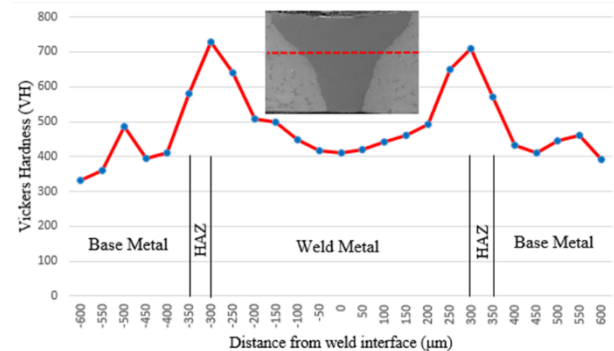 Vickers Hardness (VH)
800
700
600
500
400
300
200
100
0
Base Metal
HAZ
Weld Metal
HAZ
Base Metal
-600 -550 -500 -450 -400 -350 -300 -250 -200 -150 -100 -50 0 50 100 150 200 250 300 350 400 450 500 550 600
Distance from weld interface (μm)